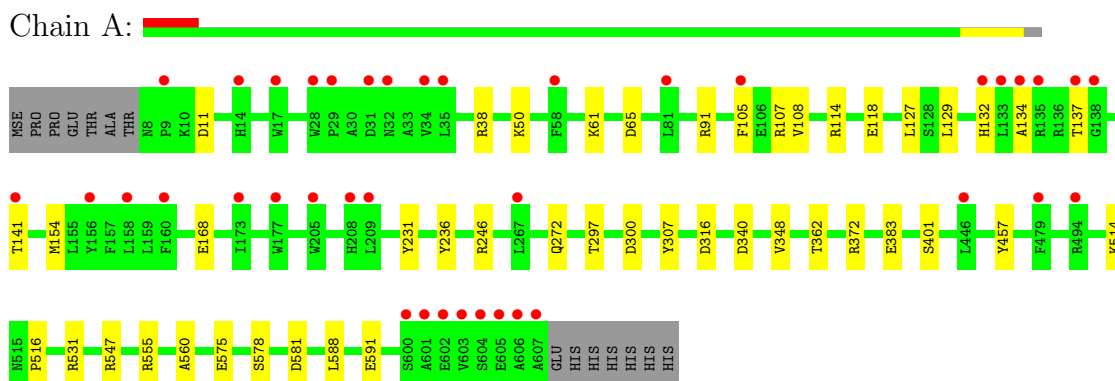 Chain A:
MSE PRO PRO GLU THR ALA THR N8 P9 K10 D11 H14 W17 W28 P29 A30 D31 N32 A33 V34 L35 R38 K50 F58 K61 D65 L81 R91 F105 E106 R107 V108 R114 E118 L127 S128 L129 H132 L133 A134 R135 R136 T137 G138
T141 M154 L155 Y156 F157 L158 L159 F160 E168 I173 W177 W205 H208 L209 Y231 Y236 R246 L267 Q272 T297 D300 Y307 D316 D340 V348 T362 R372 E383 S401 L446 Y457 F479 R494 K514
N515 P516 R531 R547 R555 A560 E575 S578 D581 L588 E591 S600 A601 E602 V603 S604 E605 A606 A607 GLU HIS HIS HIS HIS HIS HIS